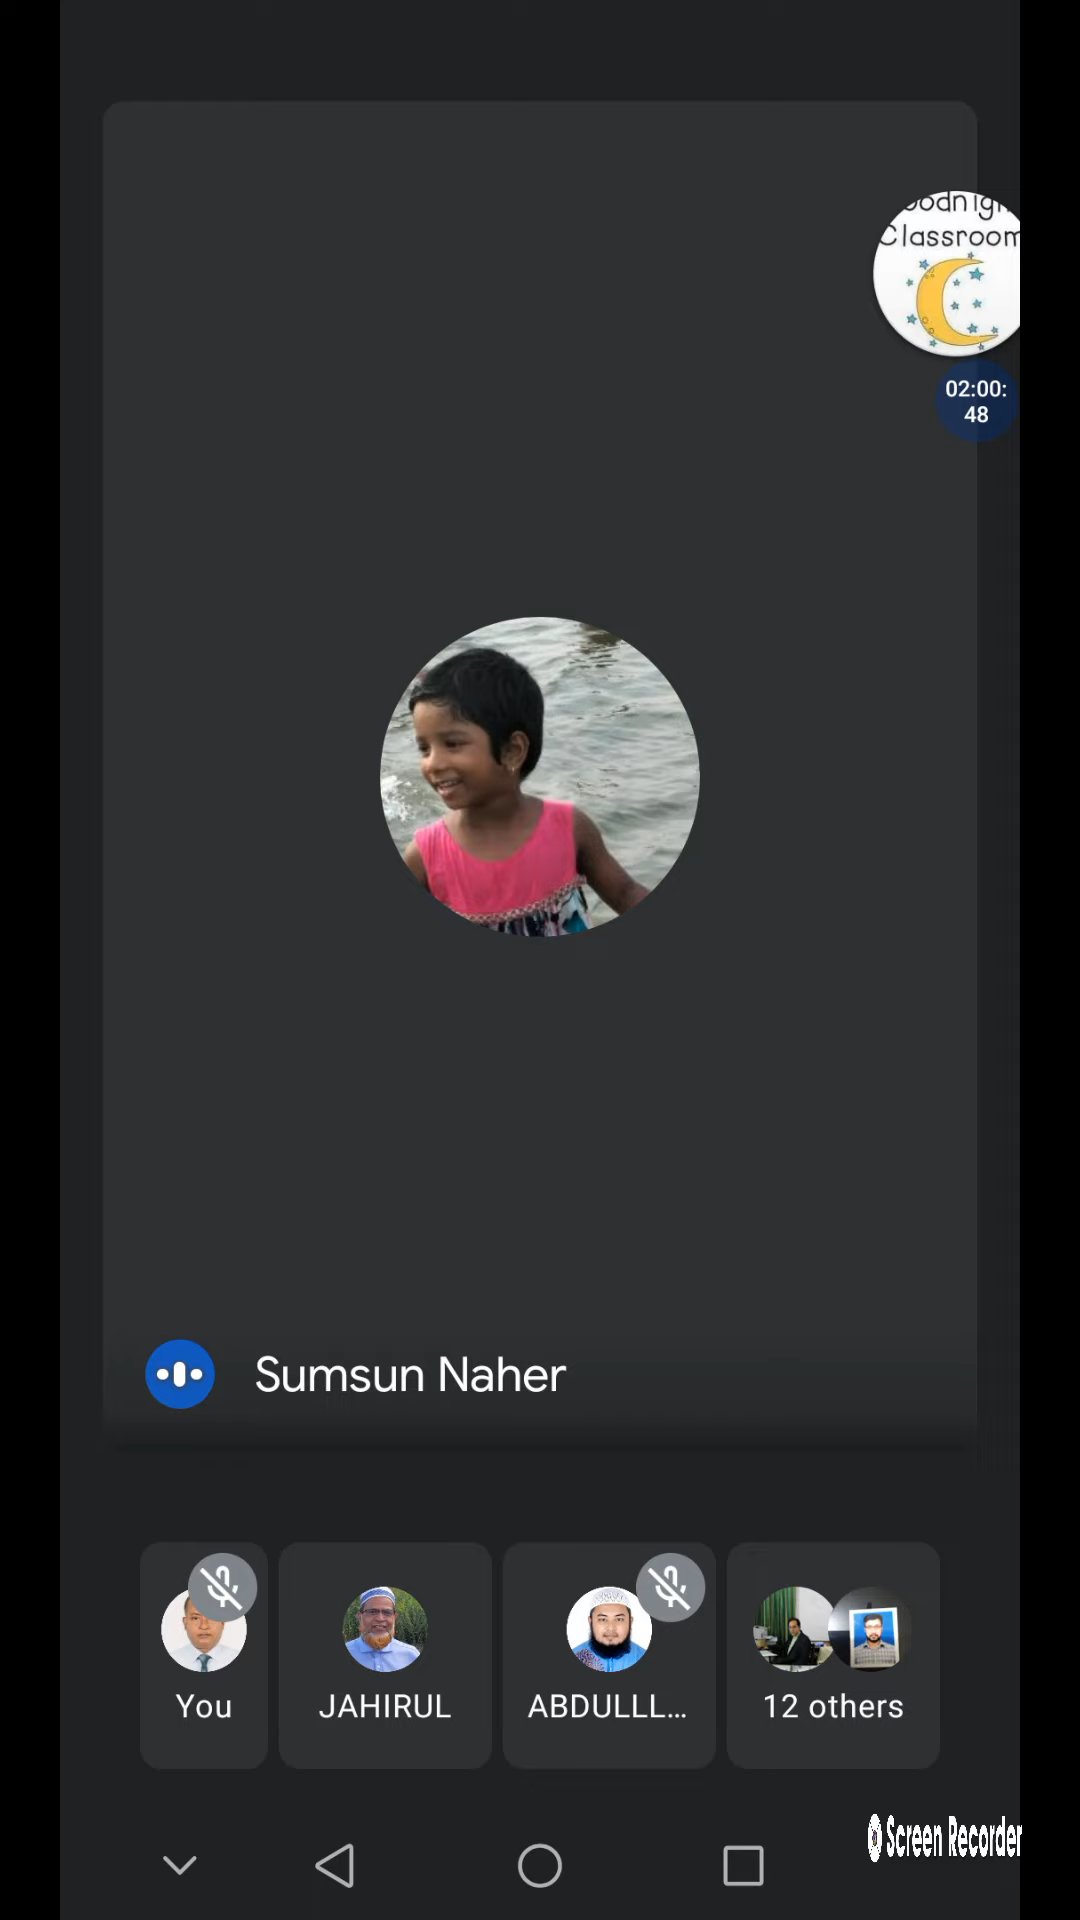 Classroom
02:00:
48
Sumsun Naher
You
JAHIRUL
ABDULLL...
12 others
Screen Recorder